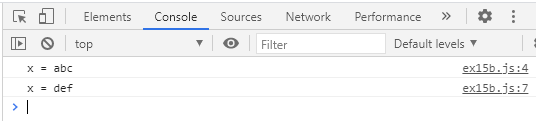 Elements Console Sources Network Performance »
top ▼ Filter Default levels ▼
x = abc ex15b.js:4
x = def ex15b.js:7
>